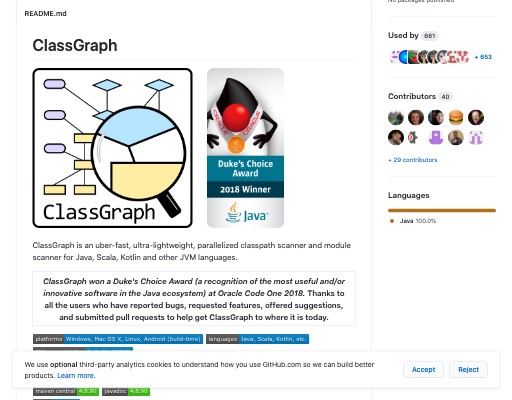 No packages published
README.md
Used by 661
ClassGraph
+ 653
Contributors 40
Duke's Choice
Award
2018 Winner
Java
ClassGraph
+ 29 contributors
Languages
Java 100.0%
ClassGraph is an uber-fast, ultra-lightweight, parallelized classpath scanner and module
scanner for Java, Scala, Kotlin and other JVM languages.
ClassGraph won a Duke's Choice Award (a recognition of the most useful and/or
innovative software in the Java ecosystem) at Oracle Code One 2018. Thanks to
all the users who have reported bugs, requested features, offered suggestions,
and submitted pull requests to help get ClassGraph to where it is today.
platforms Windows, Mac OS X, Linux, Android (build-time) languages Java, Scala, Kotlin, etc.
We use optional third-party analytics cookies to understand how you use GitHub.com so we can build better
products. Learn more.
Accept
Reject
maven central 4.8.90 javadoc 4.8.90